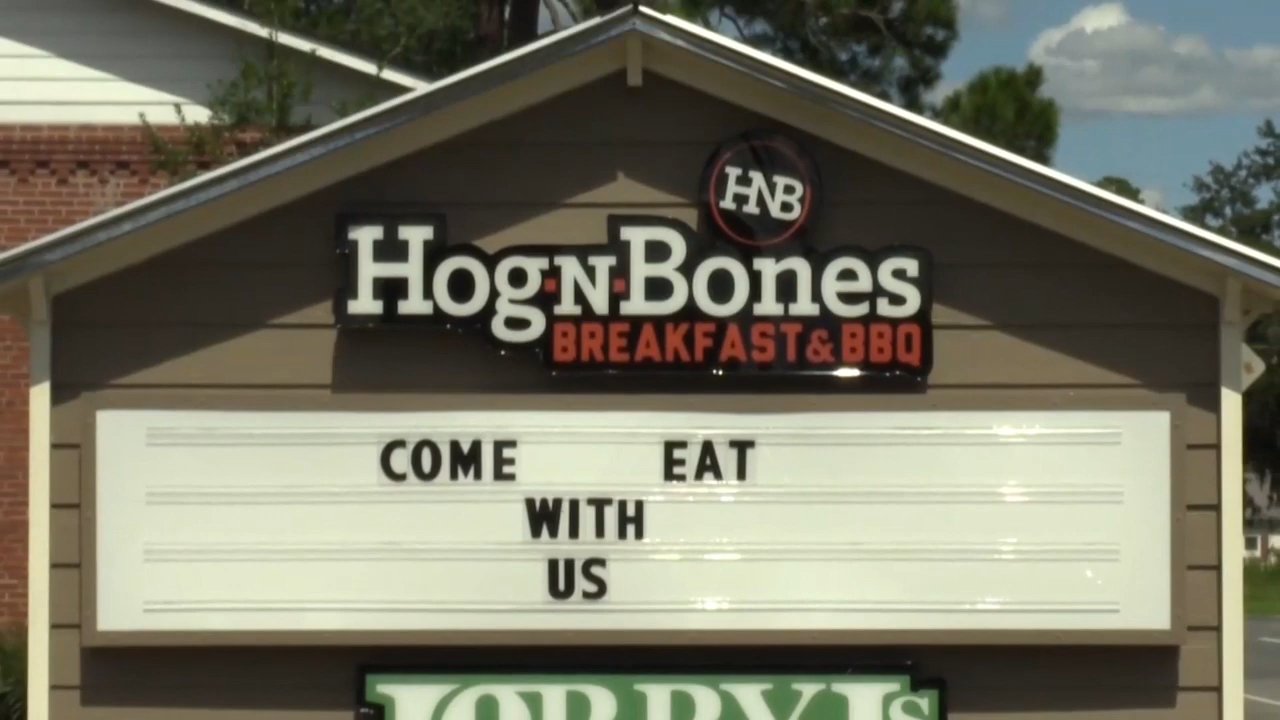 HNB
Hog·N·Bones
BREAKFAST & BBQ
COME EAT
WITH
US